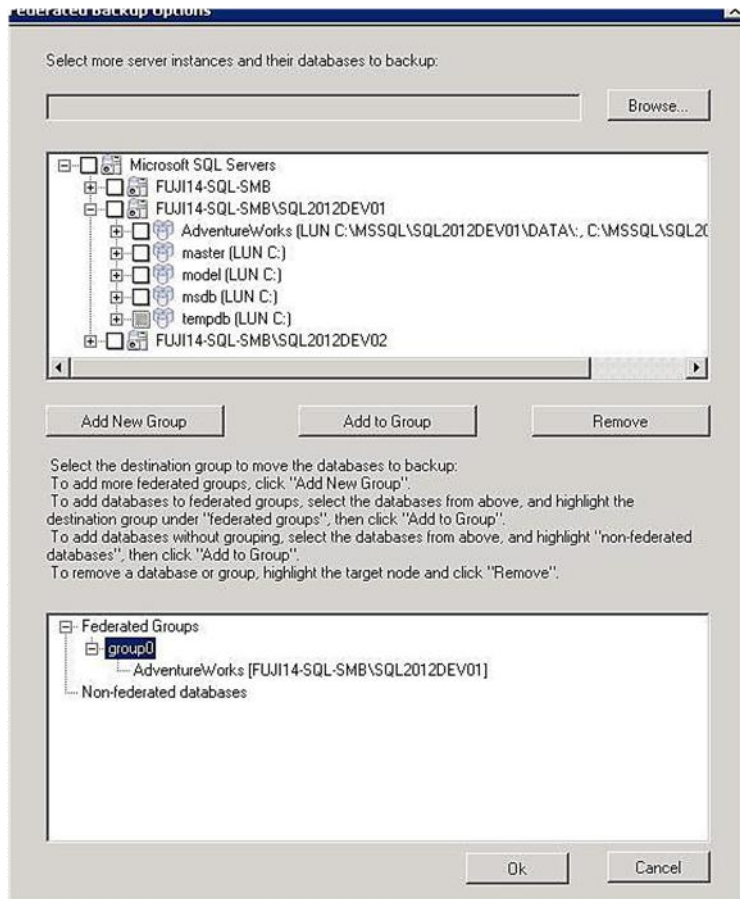 Federated Backup Options
Select more server instances and their databases to backup:
Browse...
Microsoft SQL Servers
FUJI14-SQL-SMB
FUJI14-SQL-SMB\SQL2012DEV01
AdventureWorks (LUN C:\MSSQL\SQL2012DEV01\DATA\:, C:\MSSQL\SQL20
master (LUN C:)
model (LUN C:)
msdb (LUN C:)
tempdb (LUN C:)
FUJI14-SQL-SMB\SQL2012DEV02
Add New Group
Add to Group
Remove
Select the destination group to move the databases to backup:
To add more federated groups, click "Add New Group".
To add databases to federated groups, select the databases from above, and highlight the
destination group under "federated groups", then click "Add to Group".
To add databases without grouping, select the databases from above, and highlight "non-federated
databases", then click "Add to Group".
To remove a database or group, highlight the target node and click "Remove".
Federated Groups
group0
AdventureWorks [FUJI14-SQL-SMB\SQL2012DEV01]
Non-federated databases
Ok
Cancel